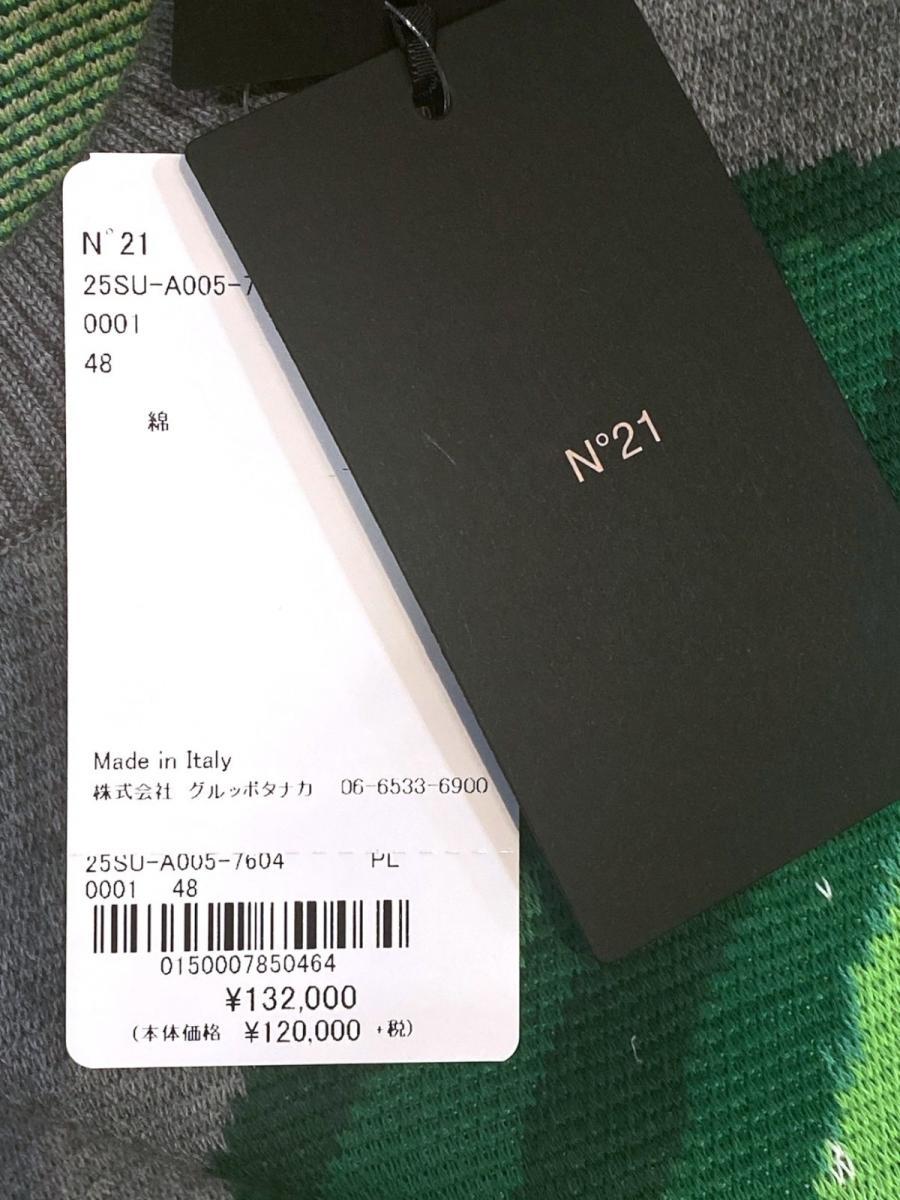 N°21
25SU-A005-7
0001
48
綿
Made in Italy
株式会社 グルッポタナカ 06-6533-6900
25SU-A005-7604 PL
0001 48
0150007850464
¥132,000
(本体価格 ¥120,000 +税)
N°21